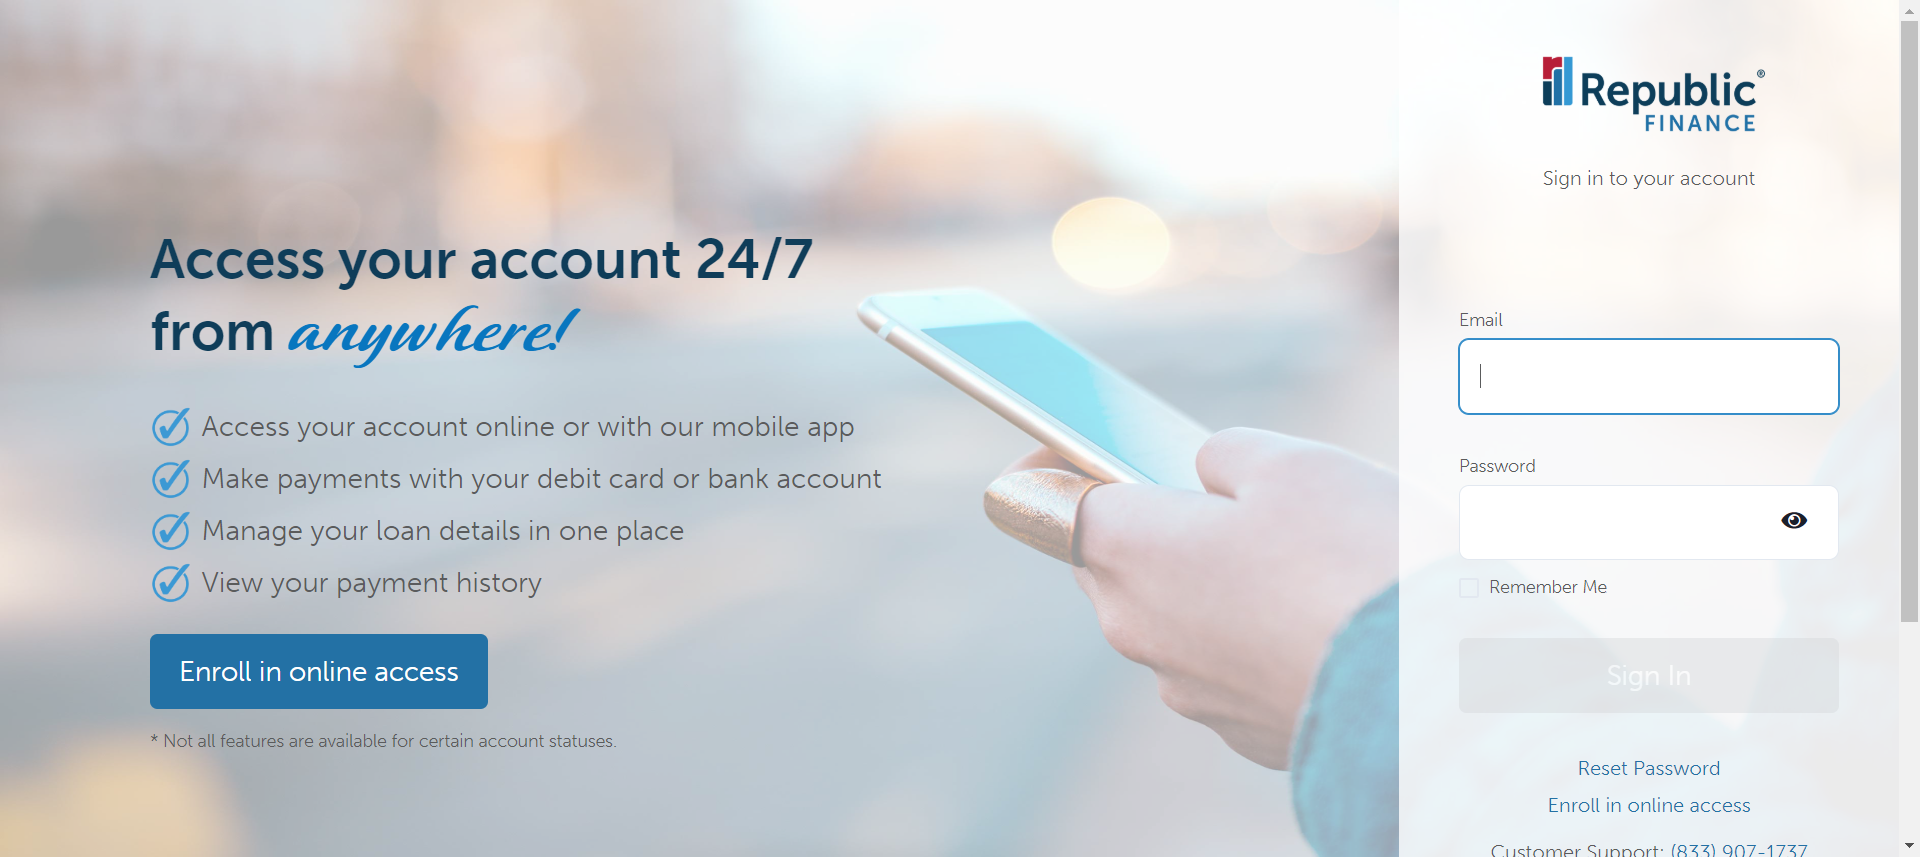 Access your account 24/7
from anywhere!
Access your account online or with our mobile app
Make payments with your debit card or bank account
Manage your loan details in one place
View your payment history
Enroll in online access
* Not all features are available for certain account statuses.
Republic®
FINANCE
Sign in to your account
Email
Password
Remember Me
Sign In
Reset Password
Enroll in online access
Customer Support: (833) 907-1737